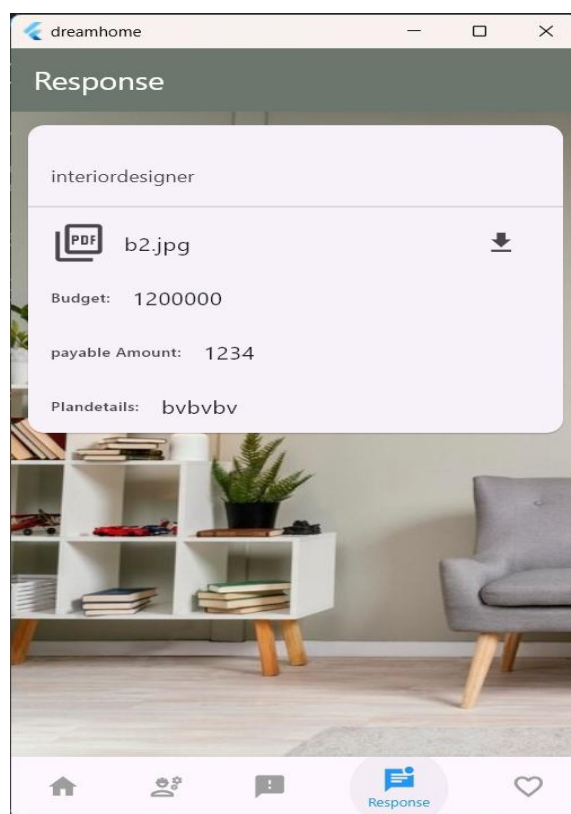 dreamhome
Response
interiordesigner
PDF b2.jpg
Budget: 1200000
payable Amount: 1234
Plandetails: bvbvbv
Response